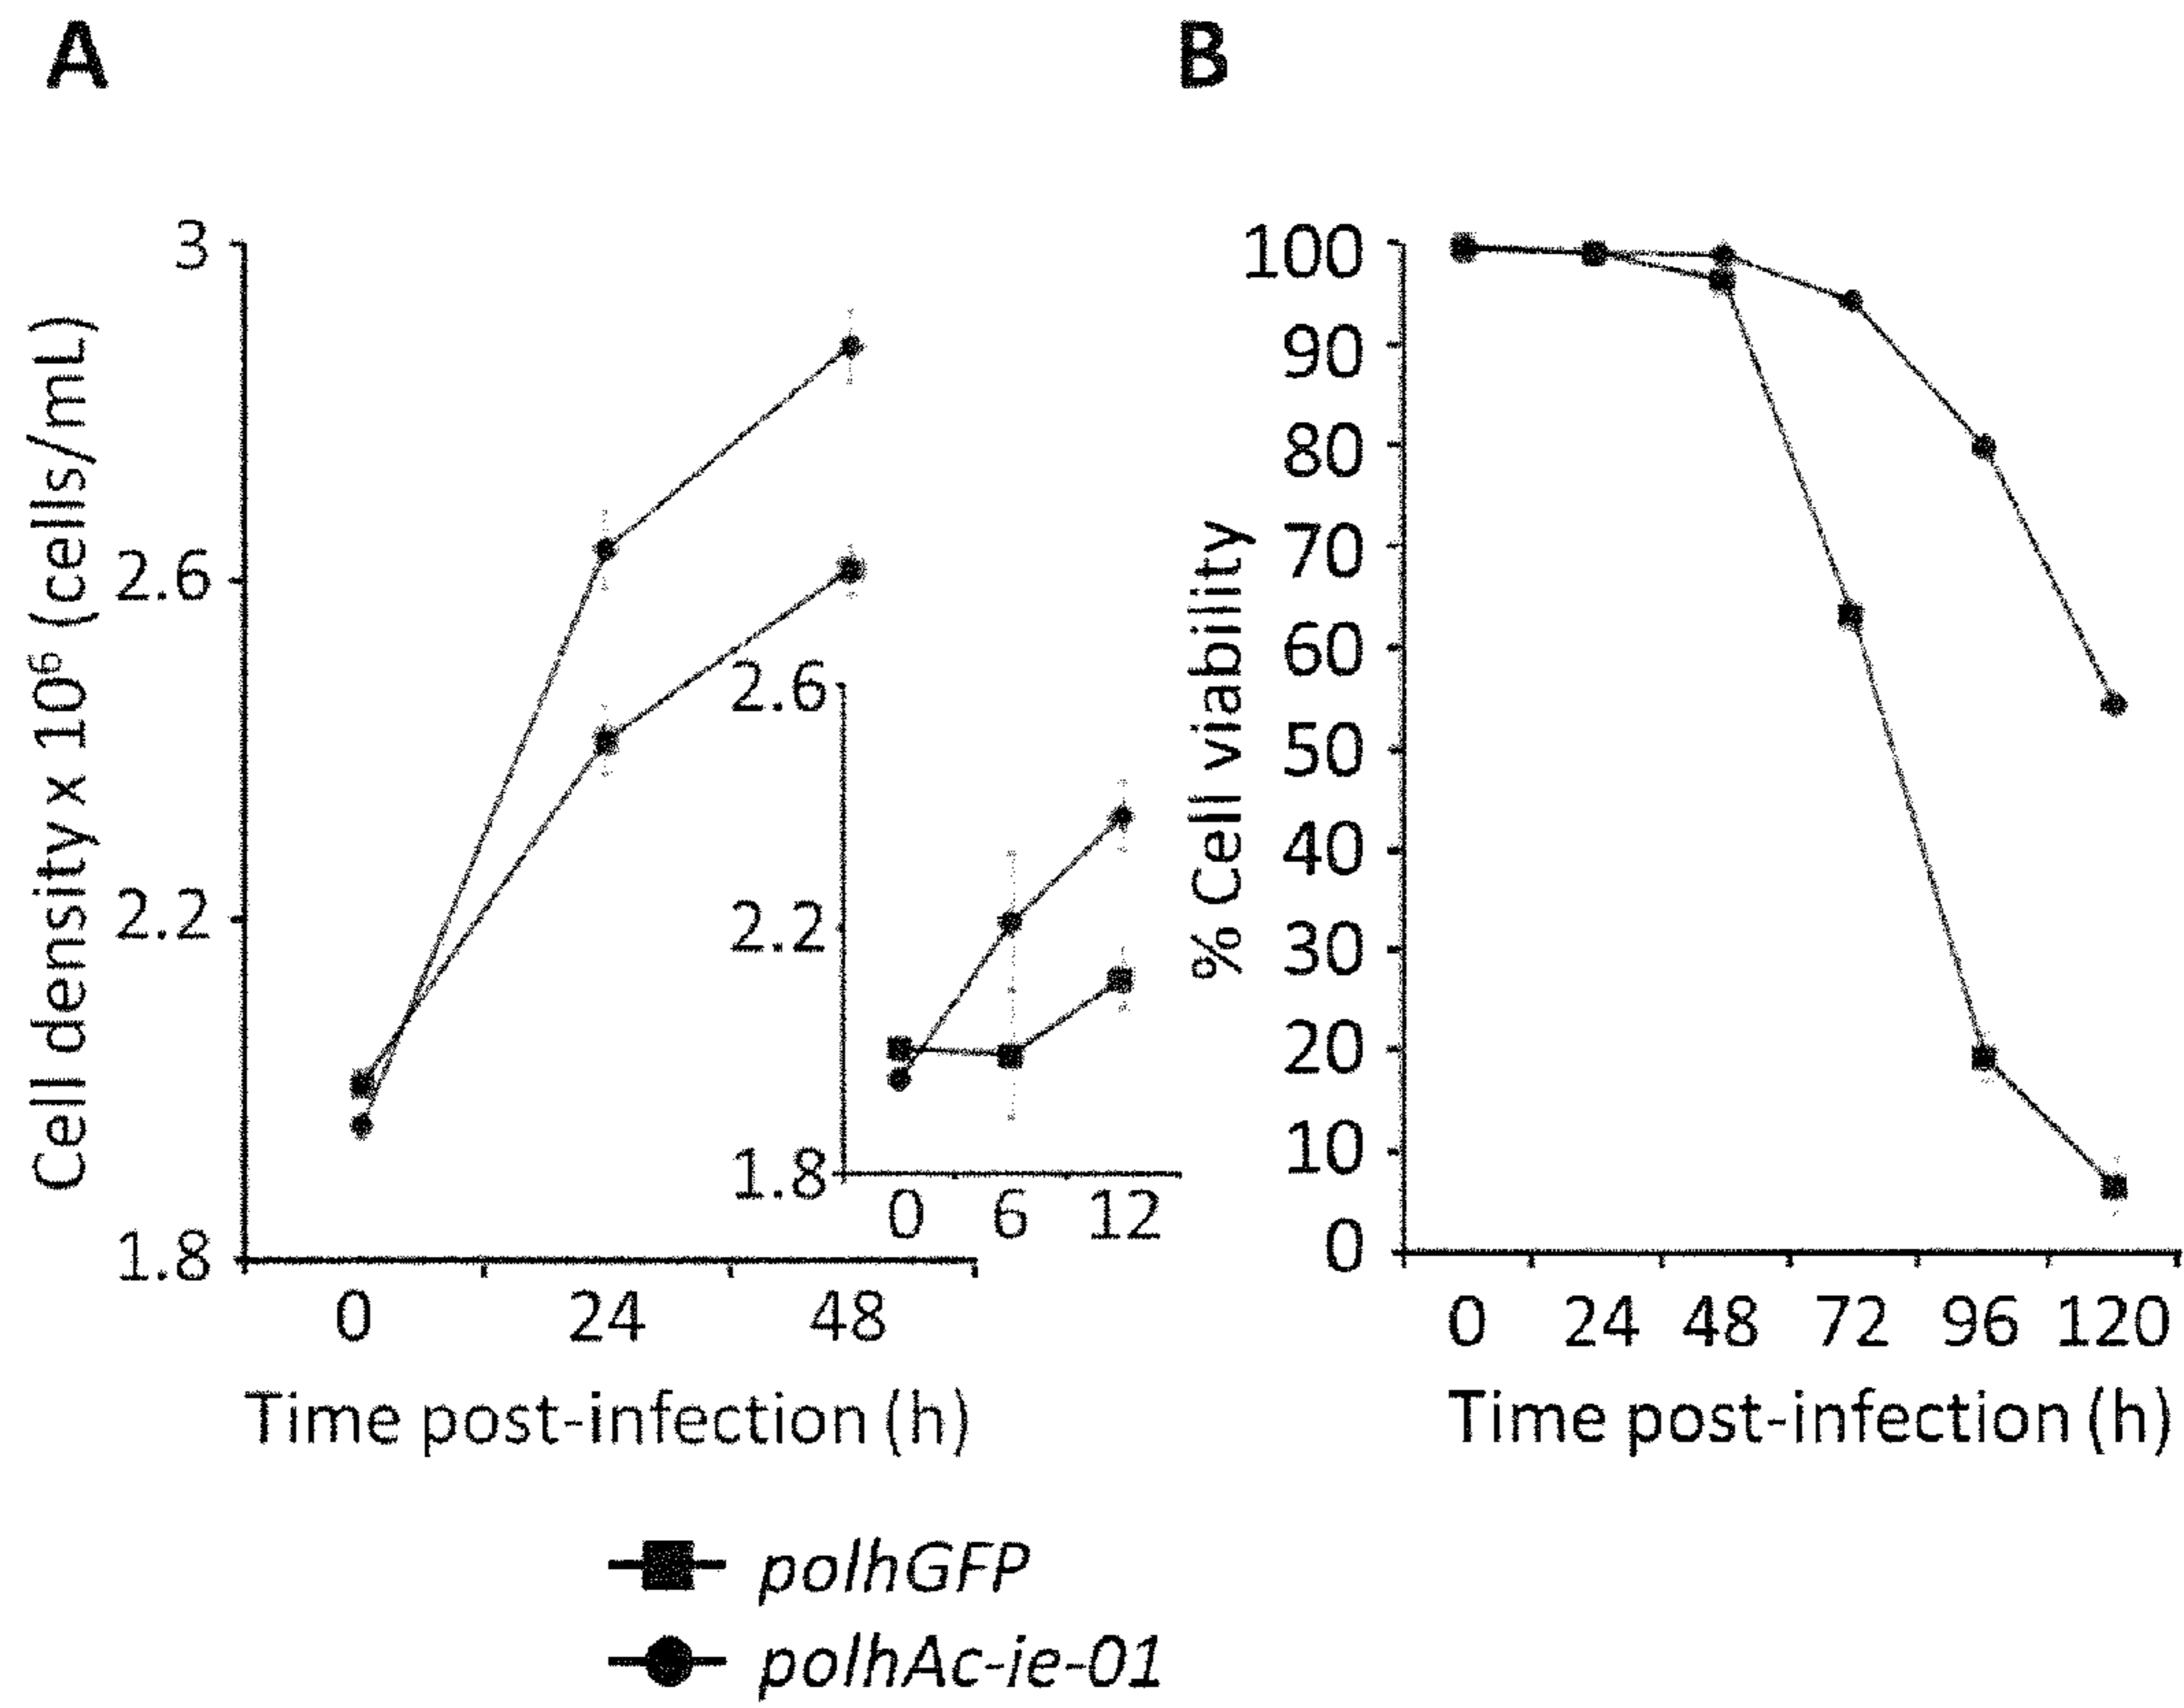 A
B
Cell density x 10⁶ (cells/mL)
3
2.6
2.2
1.8
0 24 48
Time post-infection (h)
2.6
2.2
1.8
0 6 12
% Cell viability
100
90
80
70
60
50
40
30
20
10
0
0 24 48 72 96 120
Time post-infection (h)
polhGFP
polhAc-ie-01